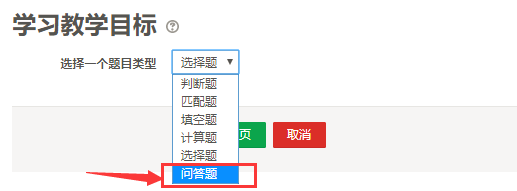 学习教学目标 ?
选择一个题目类型 选择题
判断题
匹配题
填空题
计算题
选择题
问答题
页 取消